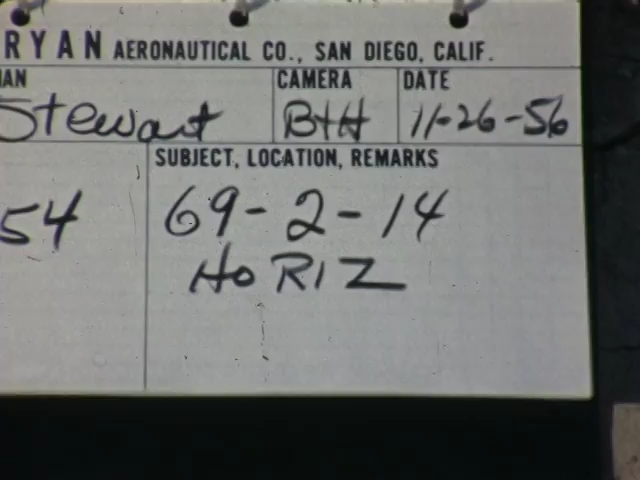 RYAN AERONAUTICAL CO., SAN DIEGO, CALIF.
MAN CAMERA DATE
Stewart B+H 11-26-56
SUBJECT, LOCATION, REMARKS
54 69-2-14
HORIZ